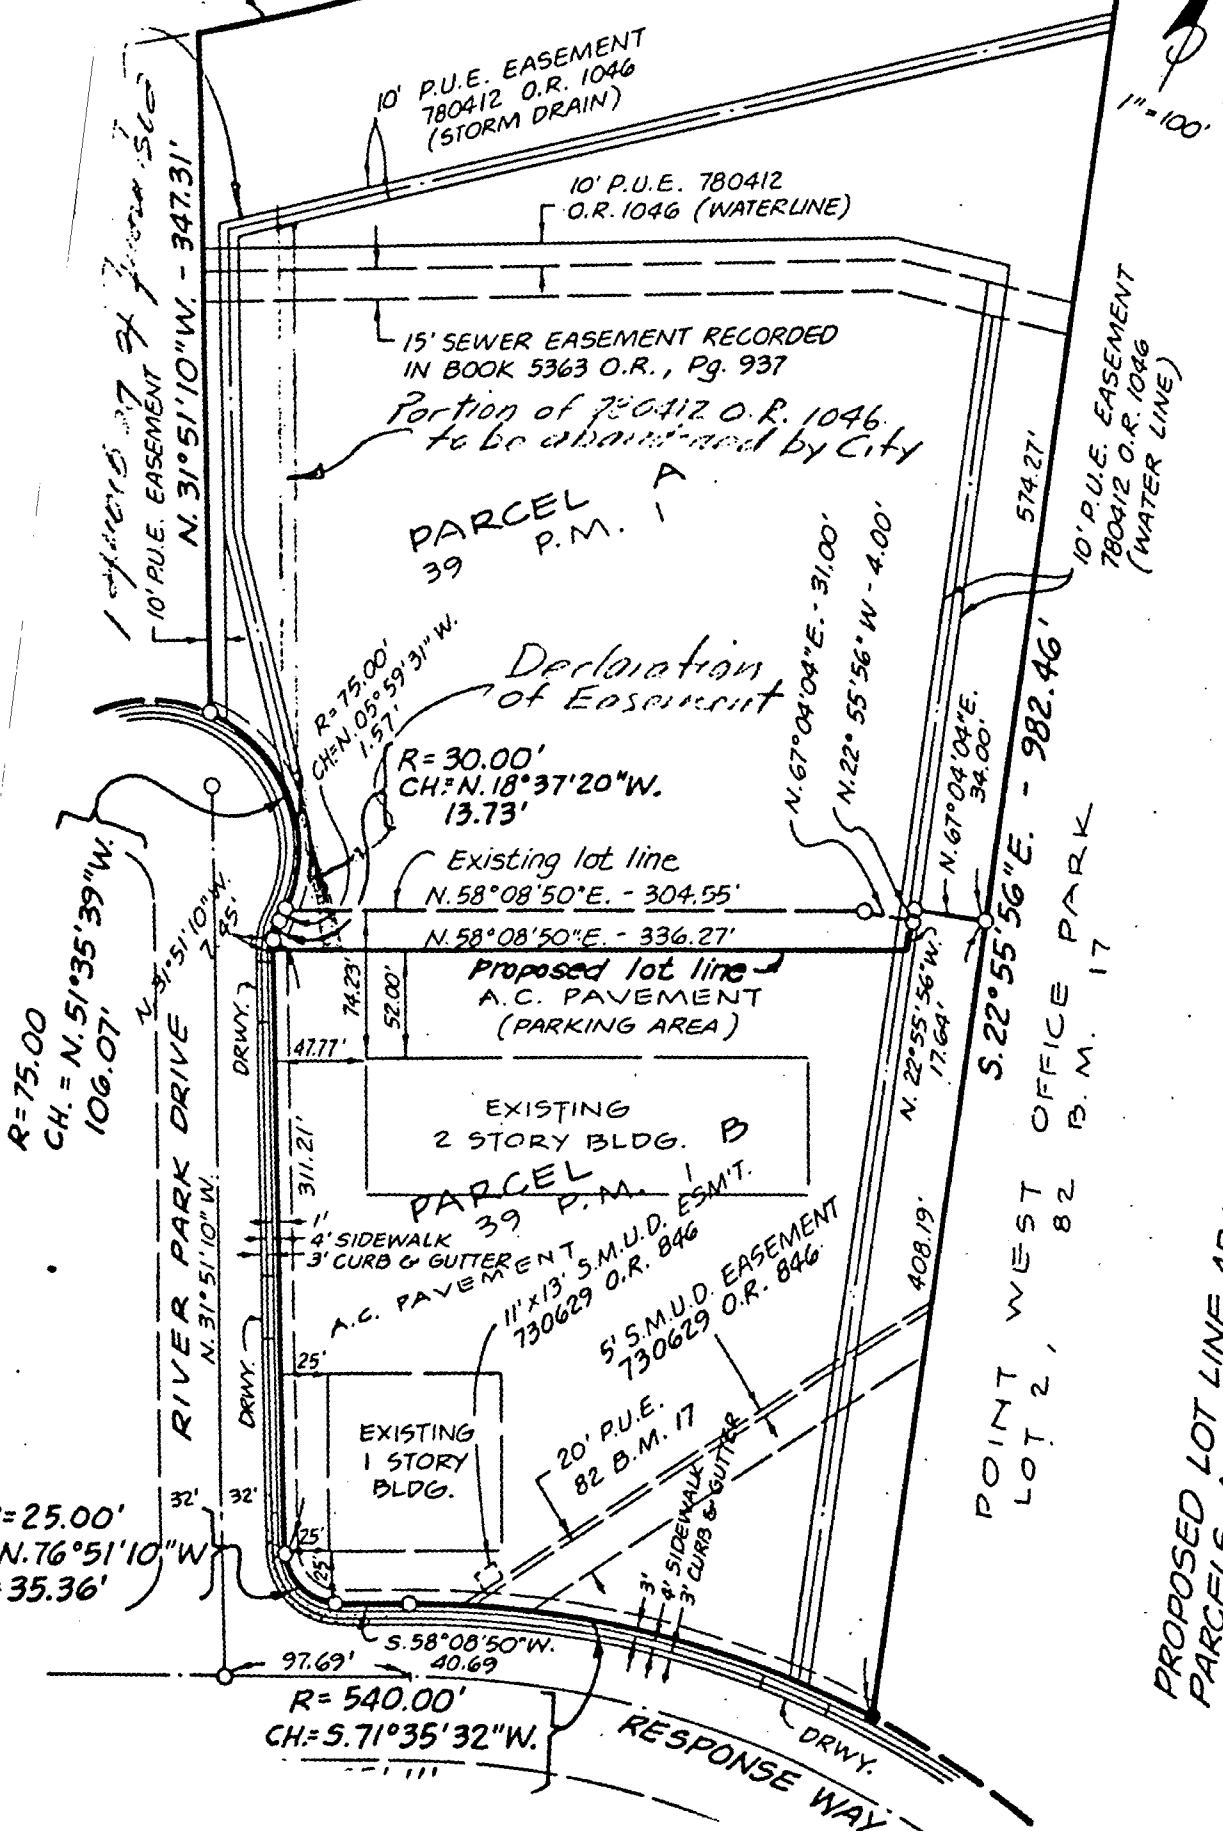 1"=100'
10' P.U.E. EASEMENT
780412 O.R. 1046
(STORM DRAIN)
10' P.U.E. 780412
O.R. 1046 (WATERLINE)
15' SEWER EASEMENT RECORDED
IN BOOK 5363 O.R., Pg. 937
Portion of 780412 O.R. 1046
to be abandoned by City
10' P.U.E. EASEMENT
N. 31°51'10"W. - 347.31'
PARCEL A
39 P.M. 1
574.27'
10' P.U.E. EASEMENT
780412 O.R. 1046
(WATER LINE)
N.67°04'04"E. - 31.00'
N.22°55'56"W - 4.00'
Declaration
of Easement
R=75.00'
CH.=N.05°59'31"W.
1.57'
R=30.00'
CH.=N.18°37'20"W.
13.73'
N.67°04'04"E.
34.00'
S.22°55'56"E. - 982.46'
Existing lot line
N.58°08'50"E. - 304.55'
N.58°08'50"E. - 336.27'
Proposed lot line
A.C. PAVEMENT
(PARKING AREA)
R=75.00
CH.=N.51°35'39"W.
106.07'
N.31°51'10"W.
DRWY.
74.23'
52.00'
47.77'
N.22°55'56"W.
17.64'
EXISTING
2 STORY BLDG.
PARCEL B
39 P.M. 1
311.21'
1'
4' SIDEWALK
3' CURB & GUTTER
A.C. PAVEMENT
11'x13' S.M.U.D. ESM'T.
730629 O.R. 846
5' S.M.U.D. EASEMENT
730629 O.R. 846
408.19'
POINT WEST OFFICE PARK
LOT 2, 82 B.M. 17
RIVER PARK DRIVE
N.31°51'10"W.
DRWY.
25'
EXISTING
1 STORY
BLDG.
20' P.U.E.
82 B.M. 17
3'
4' SIDEWALK
3' CURB & GUTTER
32'
32'
=25.00'
N.76°51'10"W
=35.36'
25'
25'
S.58°08'50"W.
40.69
97.69'
R= 540.00'
CH.=S.71°35'32"W.
RESPONSE WAY
DRWY.
PROPOSED LOT LINE